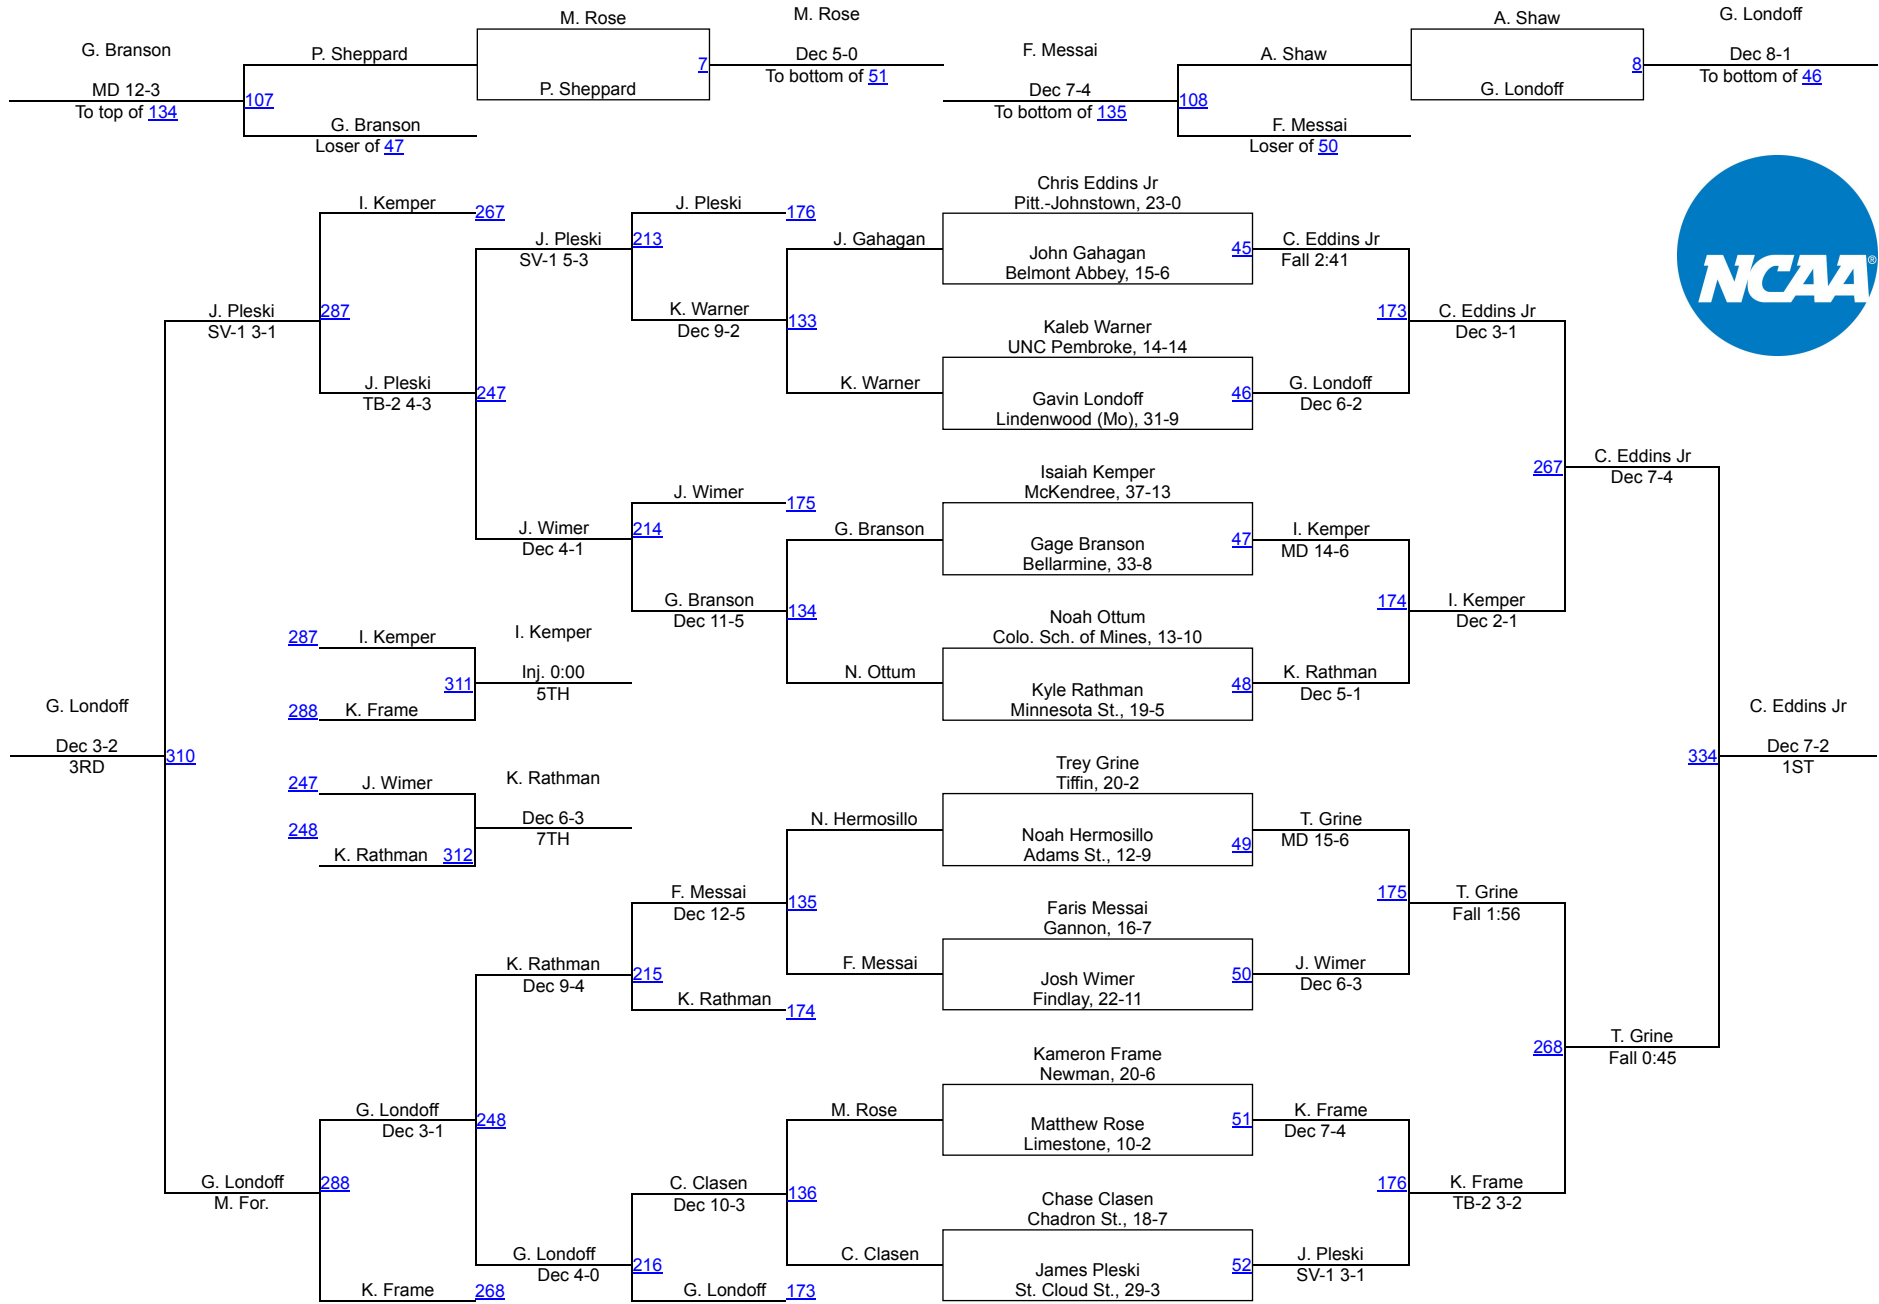 M. Rose
M. Rose
A. Shaw
G. Londoff
G. Branson
P. Sheppard
7
Dec 5-0
F. Messai
A. Shaw
8
Dec 8-1
MD 12-3
107
P. Sheppard
To bottom of 51
Dec 7-4
108
G. Londoff
To bottom of 46
To top of 134
G. Branson
To bottom of 135
F. Messai
Loser of 47
Loser of 50
NCAA®
Chris Eddins Jr
Pitt.-Johnstown, 23-0
I. Kemper
267
J. Pleski
176
J. Pleski
213
J. Gahagan
John Gahagan
45
C. Eddins Jr
SV-1 5-3
Belmont Abbey, 15-6
Fall 2:41
J. Pleski
287
K. Warner
133
Kaleb Warner
173
C. Eddins Jr
SV-1 3-1
Dec 9-2
UNC Pembroke, 14-14
Dec 3-1
J. Pleski
247
K. Warner
Gavin Londoff
46
G. Londoff
TB-2 4-3
Lindenwood (Mo), 31-9
Dec 6-2
Isaiah Kemper
267
C. Eddins Jr
McKendree, 37-13
Dec 7-4
J. Wimer
175
J. Wimer
214
G. Branson
Gage Branson
47
I. Kemper
Dec 4-1
Bellarmine, 33-8
MD 14-6
G. Branson
134
Noah Ottum
174
I. Kemper
Dec 11-5
Colo. Sch. of Mines, 13-10
Dec 2-1
287
I. Kemper
I. Kemper
311
Inj. 0:00
N. Ottum
Kyle Rathman
48
K. Rathman
5TH
Minnesota St., 19-5
Dec 5-1
288
K. Frame
G. Londoff
C. Eddins Jr
Dec 3-2
310
334
Dec 7-2
3RD
1ST
Trey Grine
Tiffin, 20-2
247
J. Wimer
K. Rathman
Dec 6-3
N. Hermosillo
Noah Hermosillo
49
T. Grine
248
7TH
Adams St., 12-9
MD 15-6
K. Rathman
312
F. Messai
135
Faris Messai
175
T. Grine
Dec 12-5
Gannon, 16-7
Fall 1:56
K. Rathman
215
F. Messai
Josh Wimer
50
J. Wimer
Dec 9-4
Findlay, 22-11
Dec 6-3
K. Rathman
174
Kameron Frame
268
T. Grine
Newman, 20-6
Fall 0:45
G. Londoff
248
M. Rose
Matthew Rose
51
K. Frame
Dec 3-1
Limestone, 10-2
Dec 7-4
G. Londoff
288
C. Clasen
136
Chase Clasen
176
K. Frame
M. For.
Dec 10-3
Chadron St., 18-7
TB-2 3-2
G. Londoff
216
C. Clasen
James Pleski
52
J. Pleski
Dec 4-0
St. Cloud St., 29-3
SV-1 3-1
K. Frame
268
G. Londoff
173